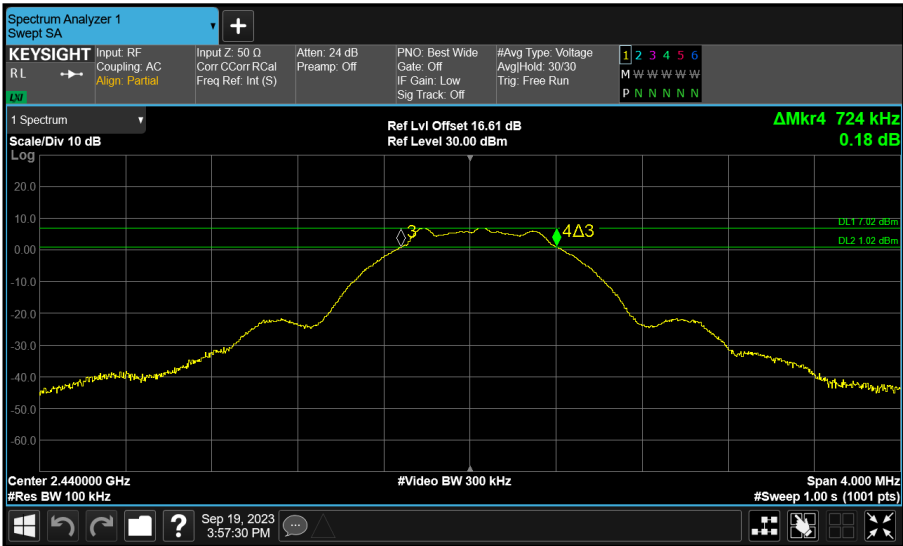 Spectrum Analyzer 1
Swept SA
+
KEYSIGHT
RL
LXI
Input: RF
Coupling: AC
Align: Partial
Input Z: 50 Ω
Corr CCorr RCal
Freq Ref: Int (S)
Atten: 24 dB
Preamp: Off
PNO: Best Wide
Gate: Off
IF Gain: Low
Sig Track: Off
#Avg Type: Voltage
Avg|Hold: 30/30
Trig: Free Run
1 2 3 4 5 6
M W W W W W
P N N N N N
1 Spectrum
Scale/Div 10 dB
Ref Lvl Offset 16.61 dB
Ref Level 30.00 dBm
ΔMkr4 724 kHz
0.18 dB
Log
20.0
10.0
0.00
-10.0
-20.0
-30.0
-40.0
-50.0
-60.0
3
4Δ3
DL1 7.02 dBm
DL2 1.02 dBm
Center 2.440000 GHz
#Res BW 100 kHz
#Video BW 300 kHz
Span 4.000 MHz
#Sweep 1.00 s (1001 pts)
?
Sep 19, 2023
3:57:30 PM